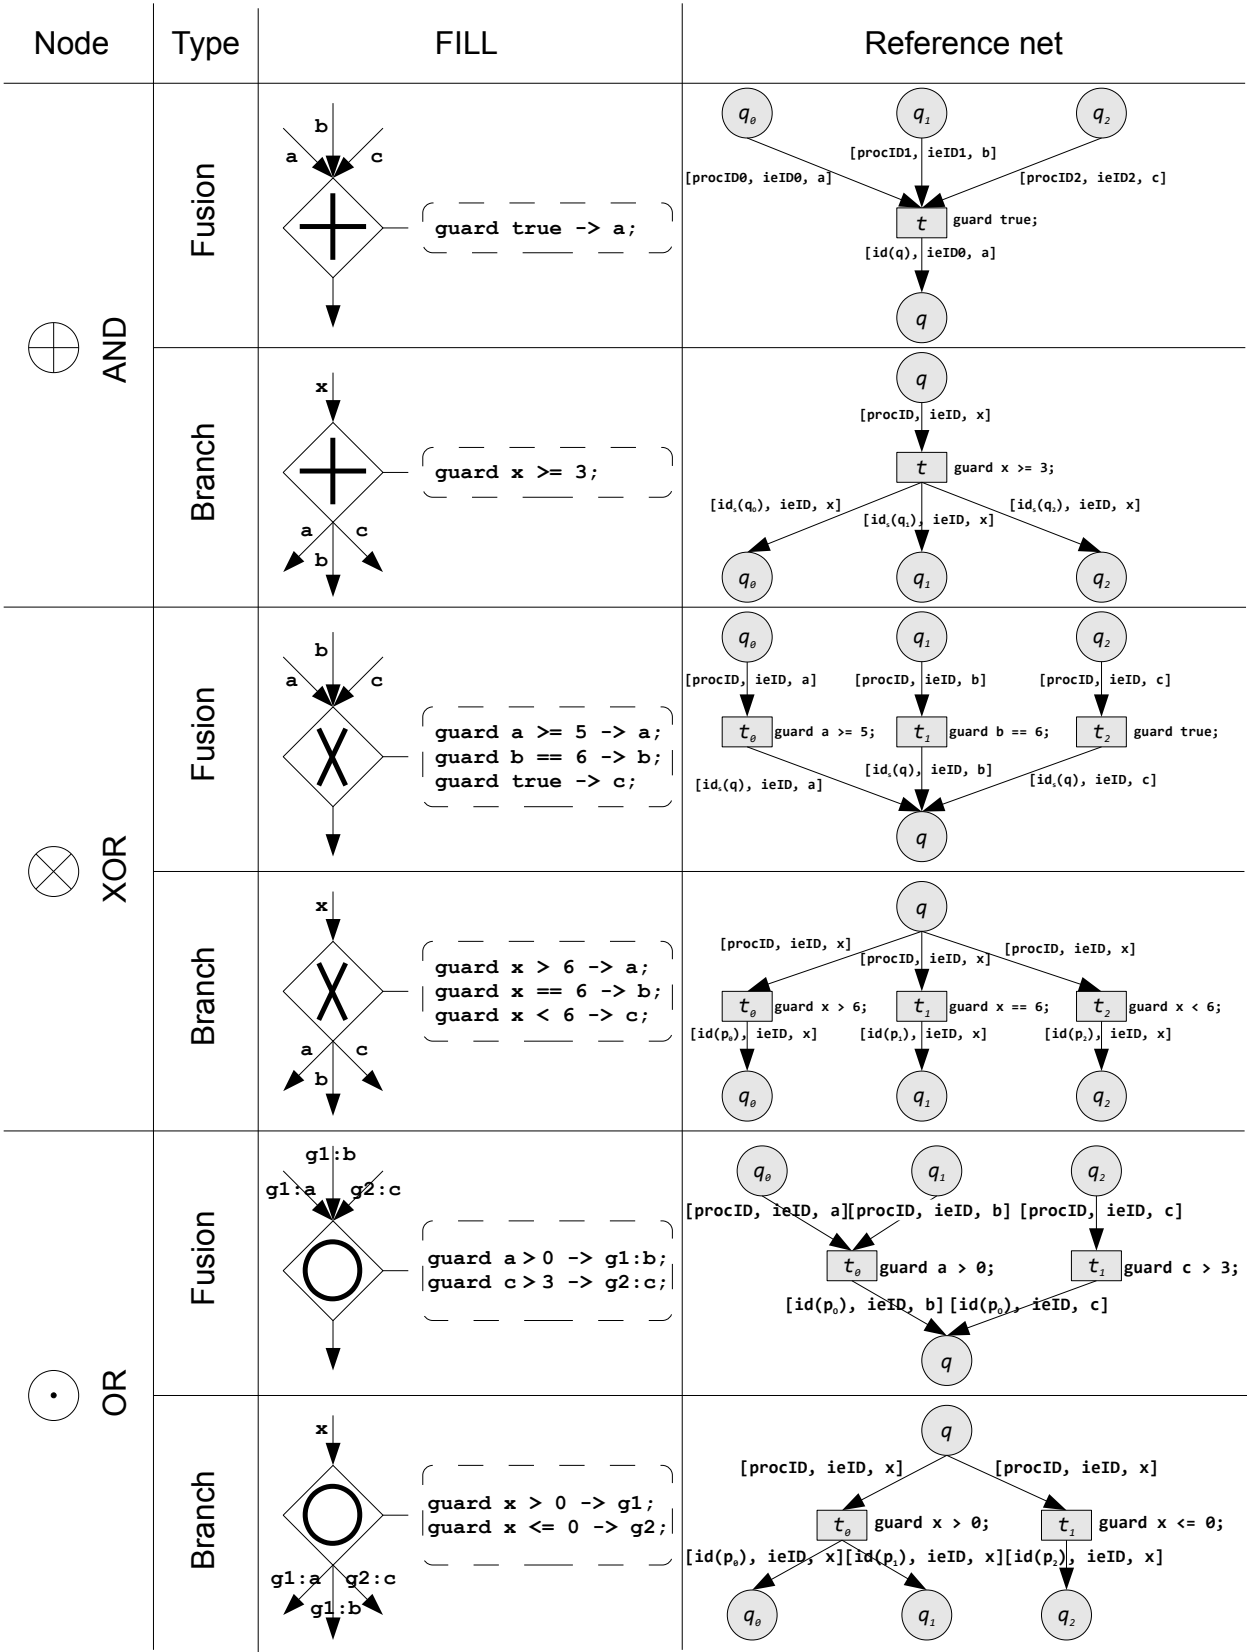 Node Type FILL Reference net
AND
Fusion
b
a c
guard true -> a;
q0 q1 q2
[procID1, ieID1, b]
[procID0, ieID0, a] [procID2, ieID2, c]
t guard true;
[id(q), ieID0, a]
q
Branch
x
guard x >= 3;
a c
b
q
[procID, ieID, x]
t guard x >= 3;
[ids(q0), ieID, x] [ids(q1), ieID, x] [ids(q2), ieID, x]
q0 q1 q2
XOR
Fusion
b
a c
guard a >= 5 -> a;
guard b == 6 -> b;
guard true -> c;
q0 q1 q2
[procID, ieID, a] [procID, ieID, b] [procID, ieID, c]
t0 guard a >= 5; t1 guard b == 6; t2 guard true;
[ids(q), ieID, a] [ids(q), ieID, b] [ids(q), ieID, c]
q
Branch
x
guard x > 6 -> a;
guard x == 6 -> b;
guard x < 6 -> c;
a c
b
q
[procID, ieID, x] [procID, ieID, x] [procID, ieID, x]
t0 guard x > 6; t1 guard x == 6; t2 guard x < 6;
[id(p0), ieID, x] [id(p1), ieID, x] [id(p2), ieID, x]
q0 q1 q2
OR
Fusion
g1:b
g1:a g2:c
guard a > 0 -> g1:b;
guard c > 3 -> g2:c;
q0 q1 q2
[procID, ieID, a] [procID, ieID, b] [procID, ieID, c]
t0 guard a > 0; t1 guard c > 3;
[id(p0), ieID, b] [id(p0), ieID, c]
q
Branch
x
guard x > 0 -> g1;
guard x <= 0 -> g2;
g1:a g2:c
g1:b
q
[procID, ieID, x] [procID, ieID, x]
t0 guard x > 0; t1 guard x <= 0;
[id(p0), ieID, x] [id(p1), ieID, x] [id(p2), ieID, x]
q0 q1 q2